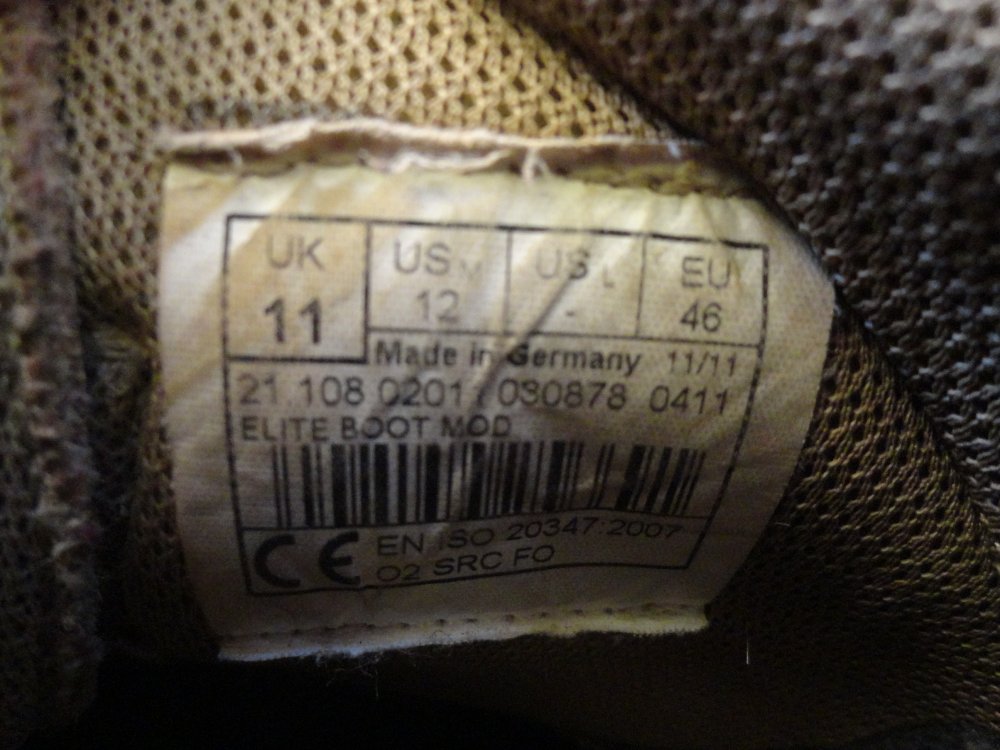 UK US M US L EU
11 12 - 46
Made in Germany 11/11
21 108 0201 / 030878 0411
ELITE BOOT MOD
CE EN ISO 20347:2007
O2 SRC FO